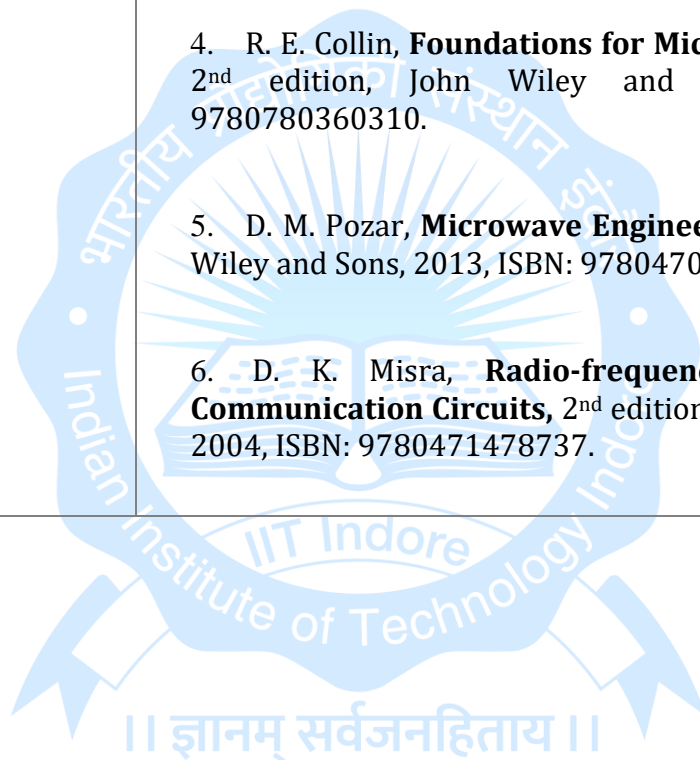 4. R. E. Collin, Foundations for Mic
2nd edition, John Wiley and
9780780360310.
5. D. M. Pozar, Microwave Enginee
Wiley and Sons, 2013, ISBN: 9780470
6. D. K. Misra, Radio-frequenc
Communication Circuits, 2nd edition
2004, ISBN: 9780471478737.
भारतीय प्रौद्योगिकी संस्थान इंदौर
Indian Institute of Technology Indore
IIT Indore
।। ज्ञानम् सर्वजनहिताय ।।